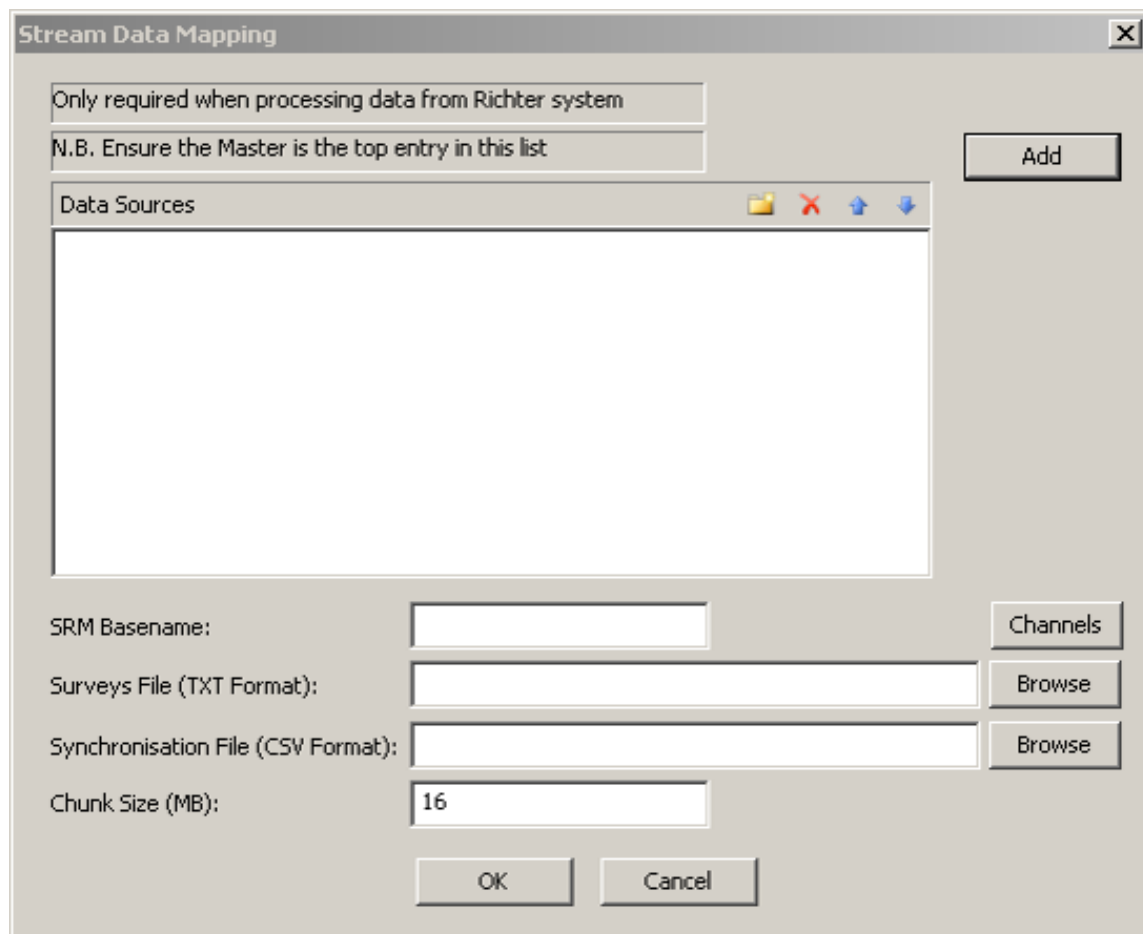 Stream Data Mapping
Only required when processing data from Richter system
N.B. Ensure the Master is the top entry in this list
Add
Data Sources
SRM Basename:
Channels
Surveys File (TXT Format):
Browse
Synchronisation File (CSV Format):
Browse
Chunk Size (MB):
16
OK
Cancel